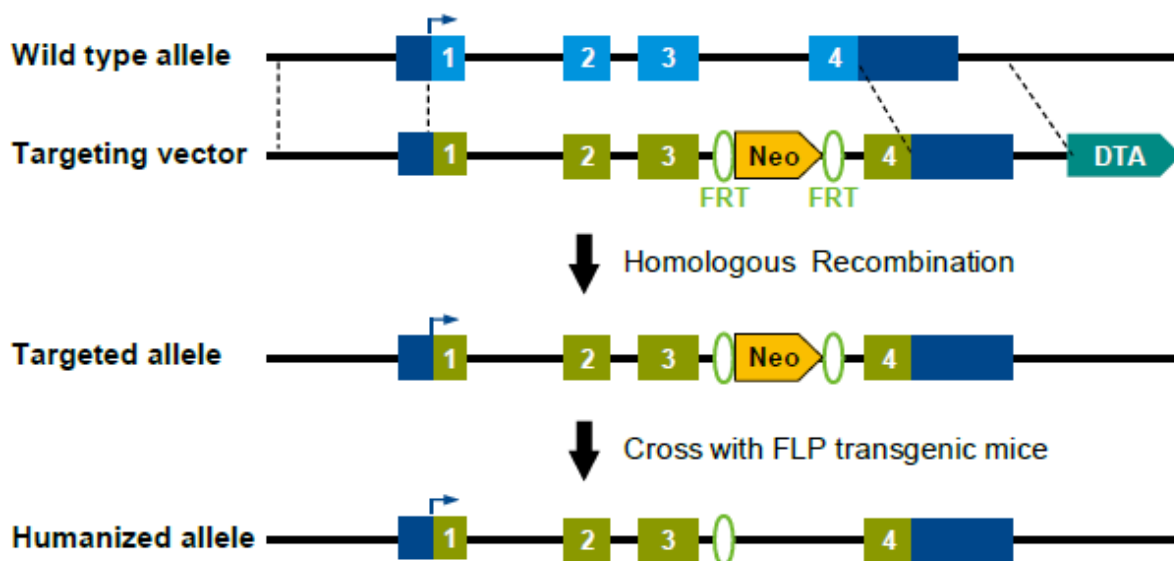 Wild type allele 1 2 3 4
Targeting vector 1 2 3 Neo 4 DTA
FRT FRT
Homologous Recombination
Targeted allele 1 2 3 Neo 4
Cross with FLP transgenic mice
Humanized allele 1 2 3 4